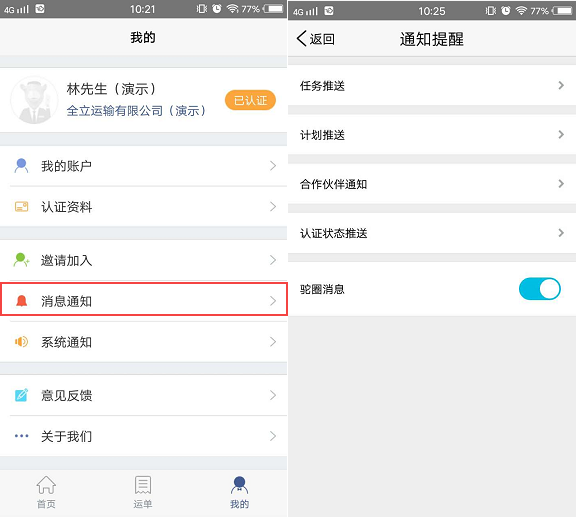 4G 10:21 77%
我的
林先生（演示）
全立运输有限公司（演示）
已认证
我的账户
认证资料
邀请加入
消息通知
系统通知
意见反馈
关于我们
首页 运单 我的
4G 10:25 77%
返回 通知提醒
任务推送
计划推送
合作伙伴通知
认证状态推送
驼圈消息